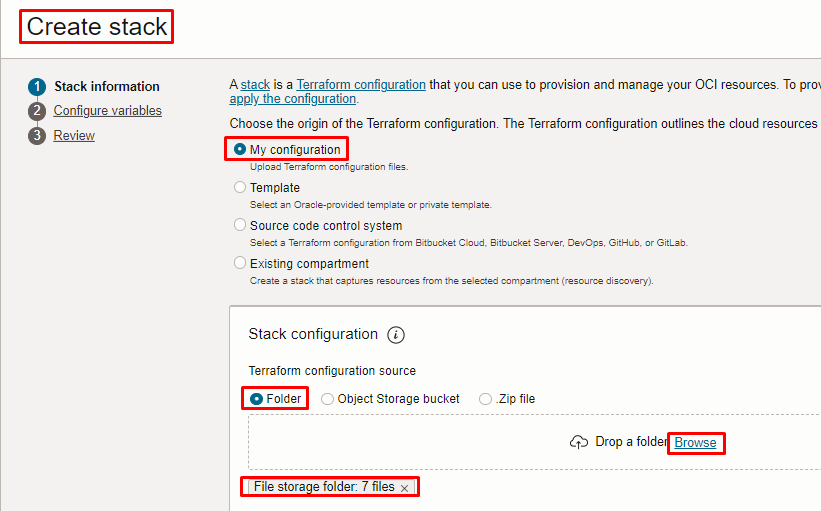 Create stack
1 Stack information
2 Configure variables
3 Review
A stack is a Terraform configuration that you can use to provision and manage your OCI resources. To prov
apply the configuration.
Choose the origin of the Terraform configuration. The Terraform configuration outlines the cloud resources
My configuration
Upload Terraform configuration files.
Template
Select an Oracle-provided template or private template.
Source code control system
Select a Terraform configuration from Bitbucket Cloud, Bitbucket Server, DevOps, GitHub, or GitLab.
Existing compartment
Create a stack that captures resources from the selected compartment (resource discovery).
Stack configuration i
Terraform configuration source
Folder Object Storage bucket .Zip file
Drop a folder Browse
File storage folder: 7 files ×